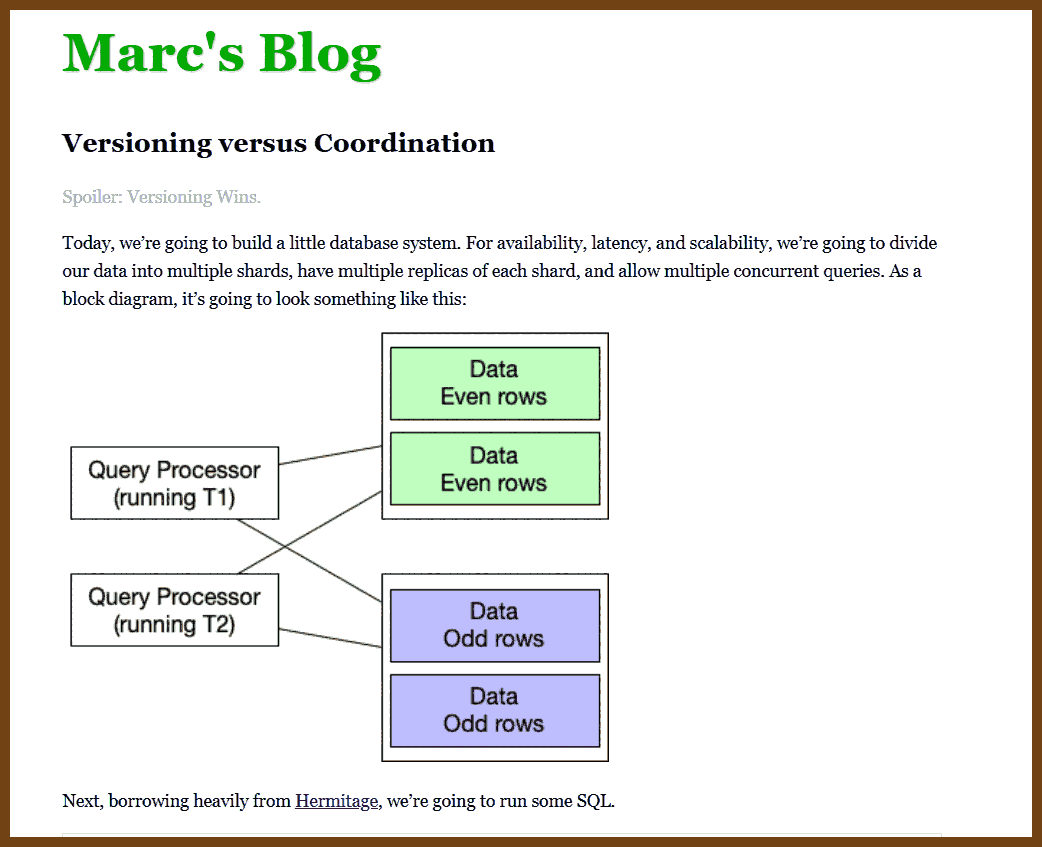 Marc's Blog
Versioning versus Coordination
Spoiler: Versioning Wins.
Today, we’re going to build a little database system. For availability, latency, and scalability, we’re going to divide
our data into multiple shards, have multiple replicas of each shard, and allow multiple concurrent queries. As a
block diagram, it’s going to look something like this:
Data
Even rows
Data
Even rows
Query Processor
(running T1)
Query Processor
(running T2)
Data
Odd rows
Data
Odd rows
Next, borrowing heavily from Hermitage, we’re going to run some SQL.